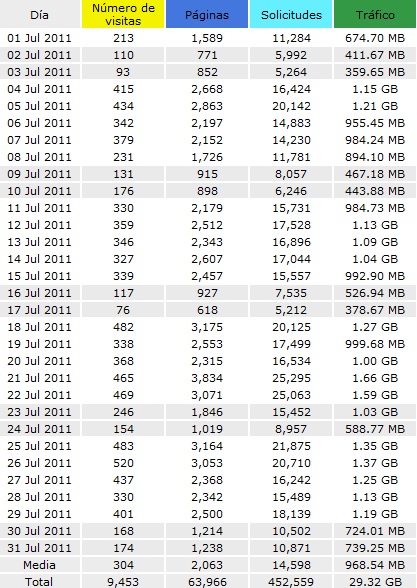 Día Número de visitas Páginas Solicitudes Tráfico
01 Jul 2011 213 1,589 11,284 674.70 MB
02 Jul 2011 110 771 5,992 411.67 MB
03 Jul 2011 93 852 5,264 359.65 MB
04 Jul 2011 415 2,668 16,424 1.15 GB
05 Jul 2011 434 2,863 20,142 1.21 GB
06 Jul 2011 342 2,197 14,883 955.45 MB
07 Jul 2011 379 2,152 14,230 984.24 MB
08 Jul 2011 231 1,726 11,781 894.10 MB
09 Jul 2011 131 915 8,057 467.18 MB
10 Jul 2011 176 898 6,246 443.88 MB
11 Jul 2011 330 2,179 15,731 984.73 MB
12 Jul 2011 359 2,512 17,528 1.13 GB
13 Jul 2011 346 2,343 16,896 1.09 GB
14 Jul 2011 327 2,607 17,044 1.04 GB
15 Jul 2011 339 2,457 15,557 992.90 MB
16 Jul 2011 117 927 7,535 526.94 MB
17 Jul 2011 76 618 5,212 378.67 MB
18 Jul 2011 482 3,175 20,125 1.27 GB
19 Jul 2011 338 2,553 17,499 999.68 MB
20 Jul 2011 368 2,315 16,534 1.00 GB
21 Jul 2011 465 3,834 25,295 1.66 GB
22 Jul 2011 369 3,071 25,063 1.59 GB
23 Jul 2011 246 1,846 15,452 1.03 GB
24 Jul 2011 154 1,019 8,957 588.77 MB
25 Jul 2011 483 3,164 21,875 1.35 GB
26 Jul 2011 520 3,053 20,710 1.37 GB
27 Jul 2011 437 2,368 16,242 1.25 GB
28 Jul 2011 330 2,342 15,489 1.13 GB
29 Jul 2011 401 2,500 18,139 1.19 GB
30 Jul 2011 168 1,214 10,502 724.01 MB
31 Jul 2011 174 1,238 10,871 739.25 MB
Media 304 2,063 14,598 968.54 MB
Total 9,453 63,966 452,559 29.32 GB